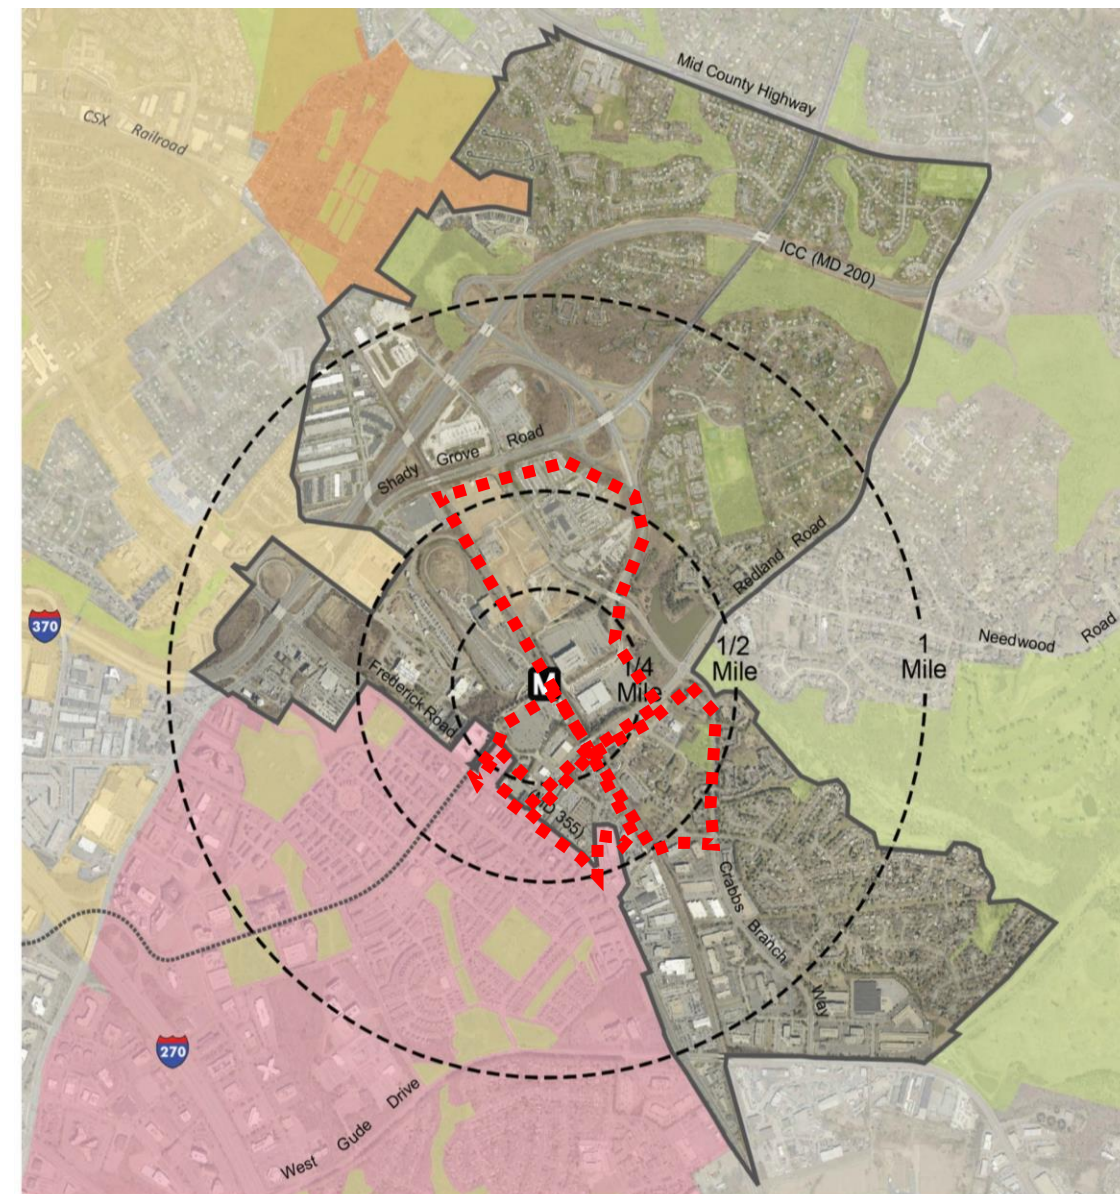 Mid County Highway
CSX Railroad
ICC (MD 200)
Shady Grove Road
Redland Road
370
Needwood Road
1/2
Mile
1
Mile
1/4
Mile
M
Frederick Road
(MD 355)
Crabbs Branch Way
270
West Gude Drive